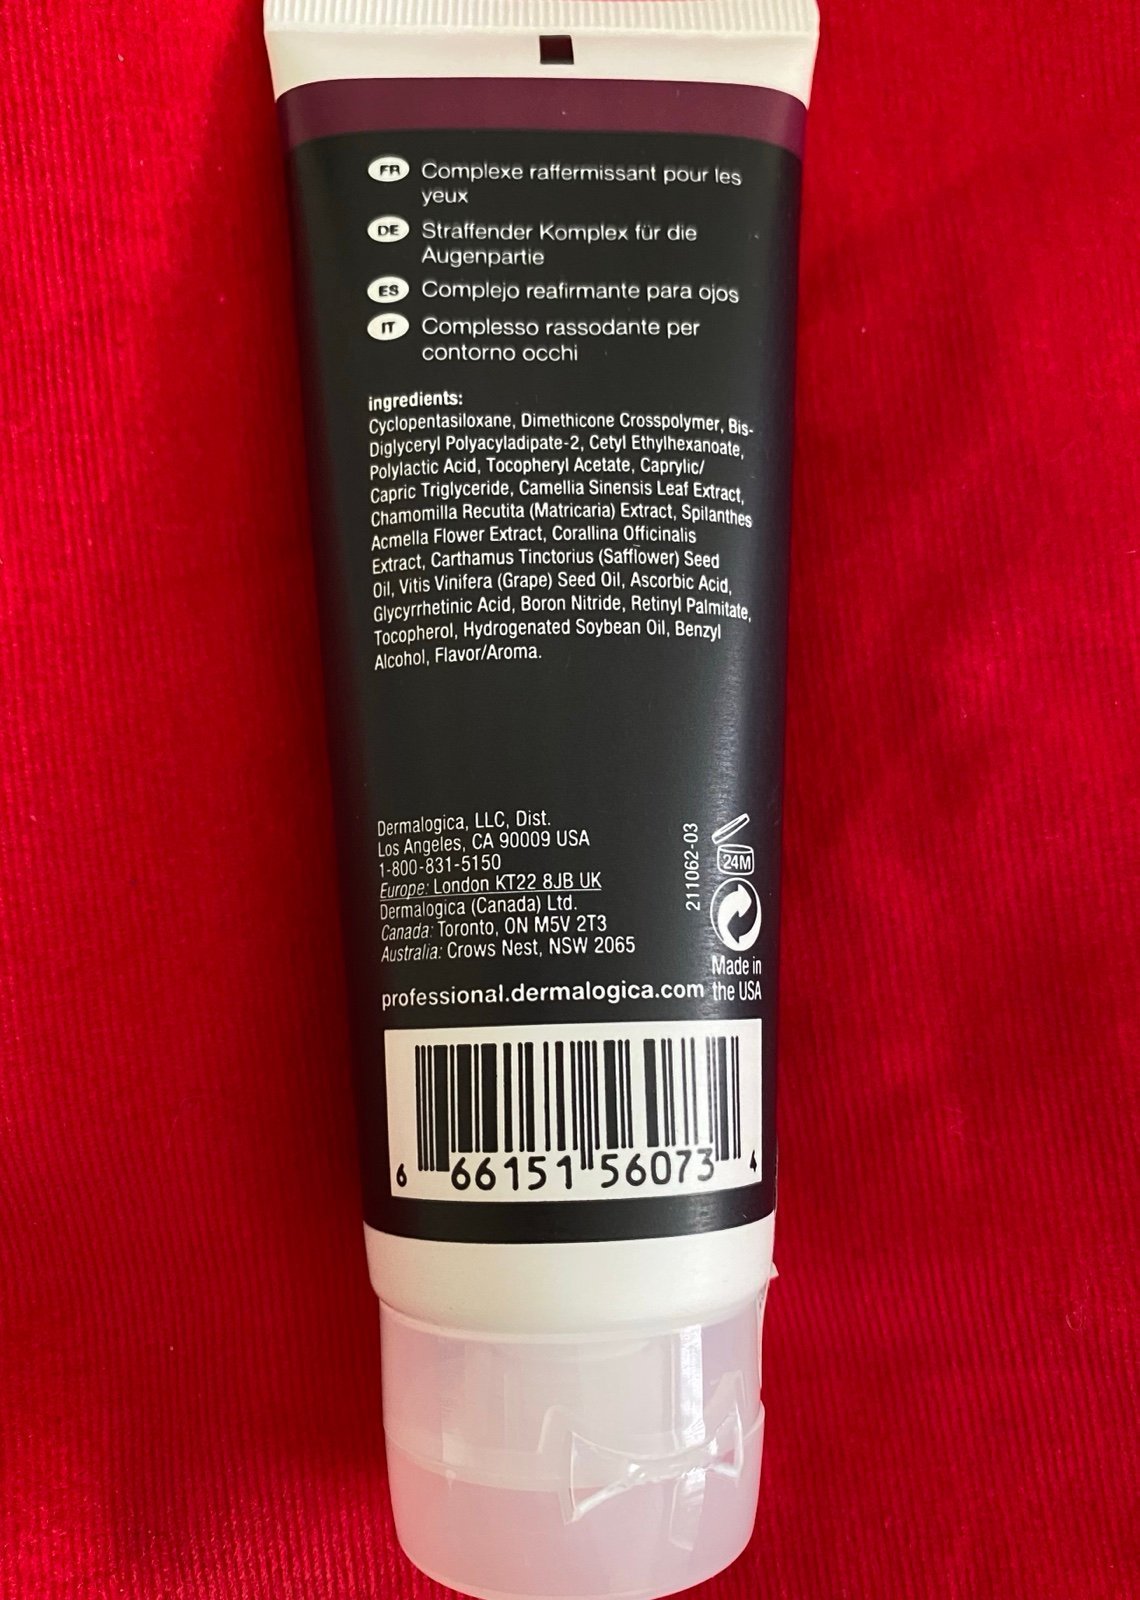 FR Complexe raffermissant pour les
yeux
DE Straffender Komplex für die
Augenpartie
ES Complejo reafirmante para ojos
IT Complesso rassodante per
contorno occhi
ingredients:
Cyclopentasiloxane, Dimethicone Crosspolymer, Bis-
Diglyceryl Polyacyladipate-2, Cetyl Ethylhexanoate,
Polylactic Acid, Tocopheryl Acetate, Caprylic/
Capric Triglyceride, Camellia Sinensis Leaf Extract,
Chamomilla Recutita (Matricaria) Extract, Spilanthes
Acmella Flower Extract, Corallina Officinalis
Extract, Carthamus Tinctorius (Safflower) Seed
Oil, Vitis Vinifera (Grape) Seed Oil, Ascorbic Acid,
Glycyrrhetinic Acid, Boron Nitride, Retinyl Palmitate,
Tocopherol, Hydrogenated Soybean Oil, Benzyl
Alcohol, Flavor/Aroma.
Dermalogica, LLC, Dist.
Los Angeles, CA 90009 USA
1-800-831-5150
Europe: London KT22 8JB UK
Dermalogica (Canada) Ltd.
Canada: Toronto, ON M5V 2T3
Australia: Crows Nest, NSW 2065
professional.dermalogica.com
211062-03
24M
Made in
the USA
6 66151 56073 4